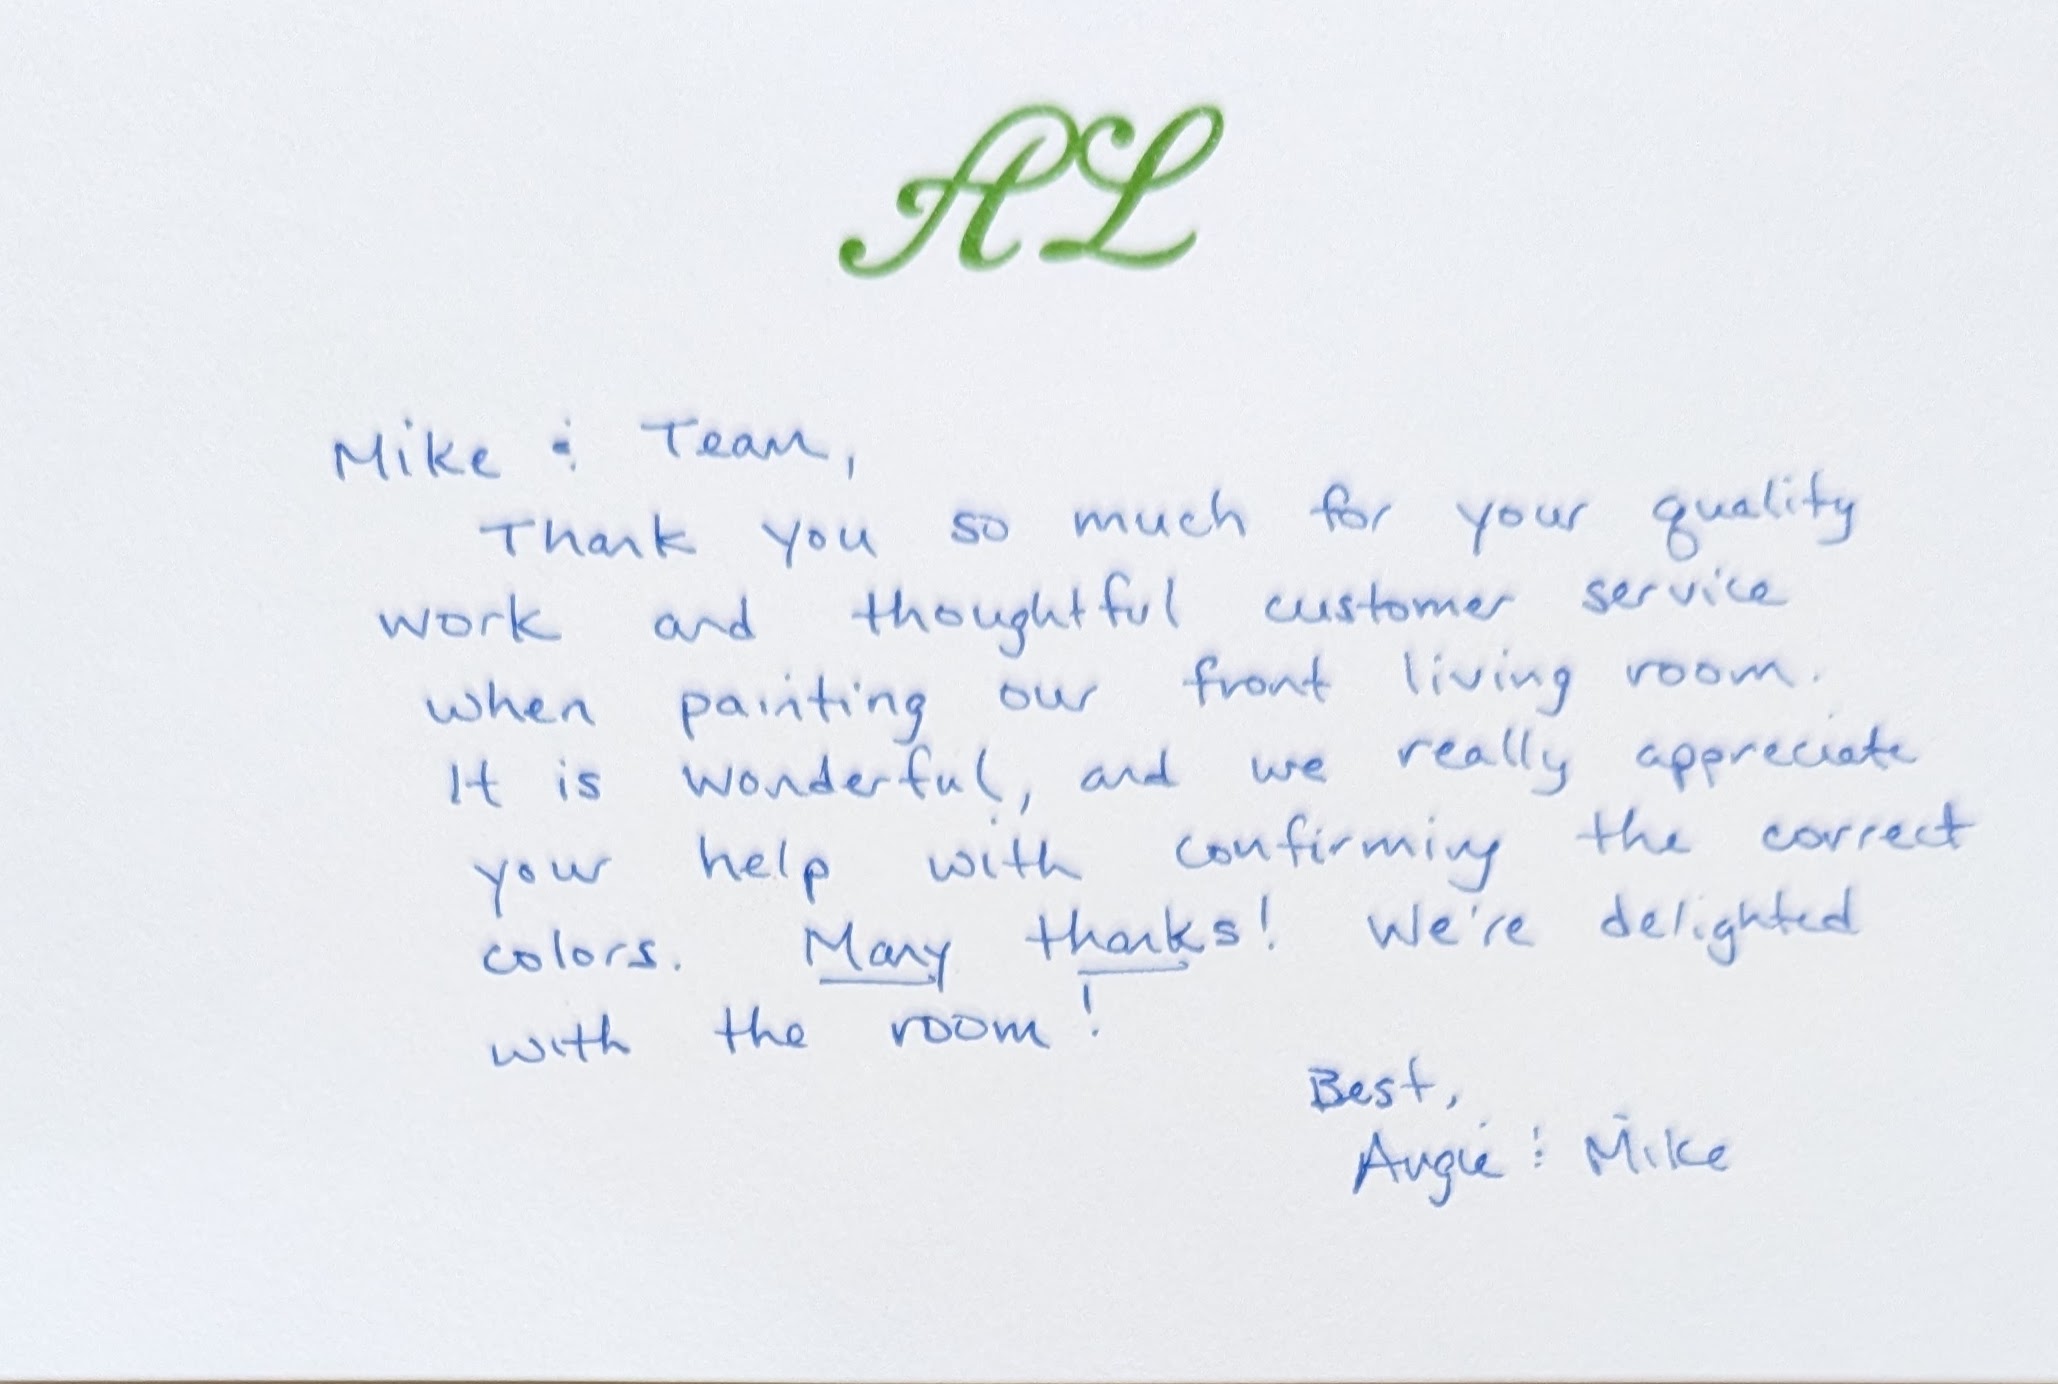 AL
Mike & Team,
Thank you so much for your quality
work and thoughtful customer service
when painting our front living room.
It is wonderful, and we really appreciate
your help with confirming the correct
colors. Many thanks! We're delighted
with the room!
Best,
Angie & Mike